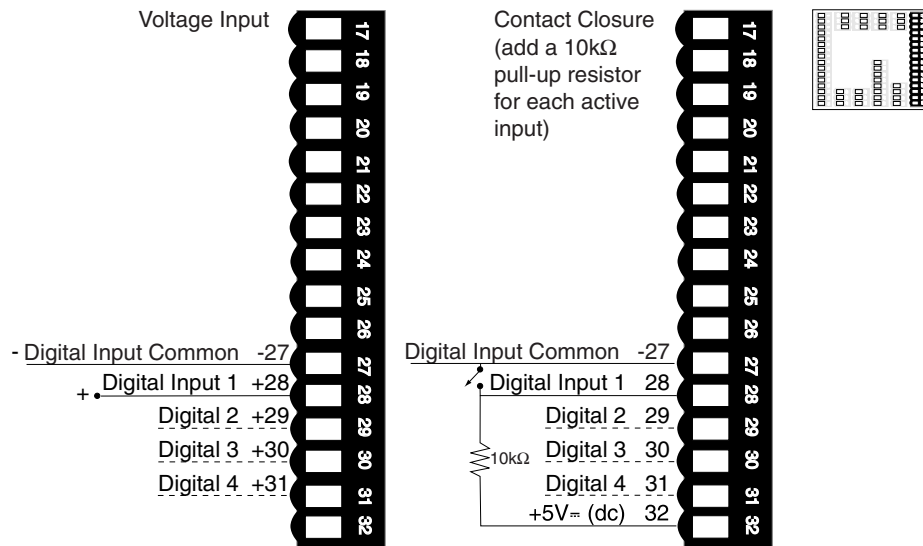 Voltage Input
17
18
19
20
21
22
23
24
25
26
27
28
29
30
31
32
- Digital Input Common -27
+ Digital Input 1 +28
Digital 2 +29
Digital 3 +30
Digital 4 +31
Contact Closure
(add a 10kΩ
pull-up resistor
for each active
input)
17
18
19
20
21
22
23
24
25
26
27
28
29
30
31
32
Digital Input Common -27
Digital Input 1 28
Digital 2 29
10kΩ
Digital 3 30
Digital 4 31
+5V⎓ (dc) 32